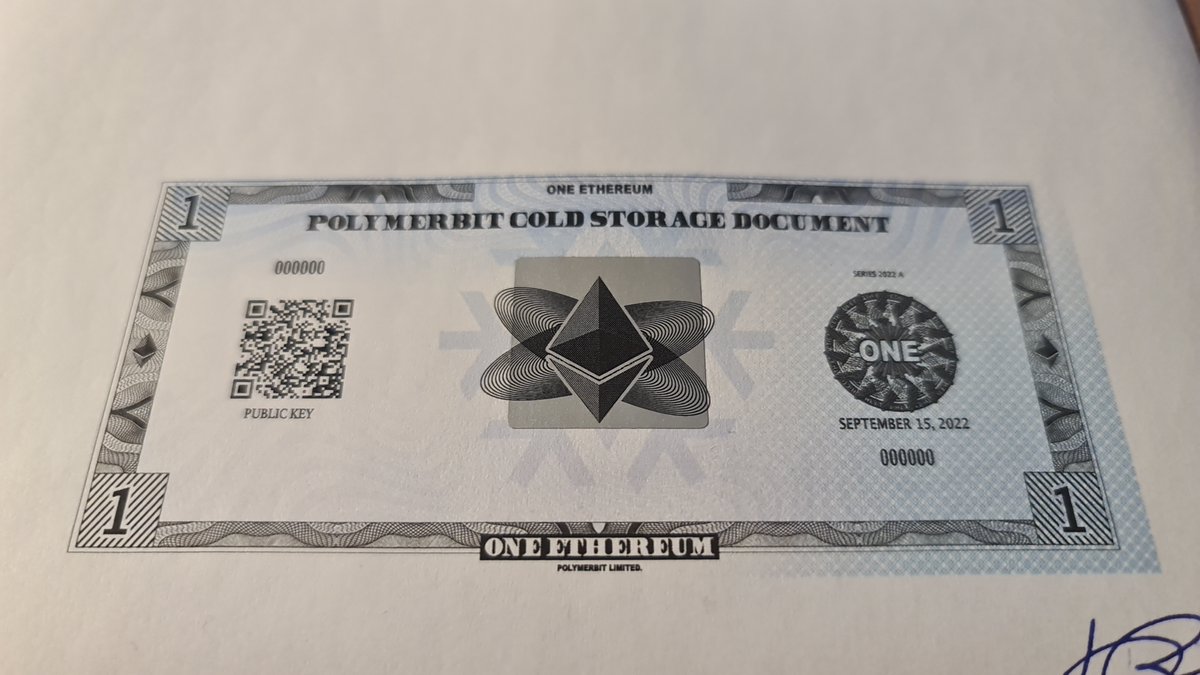 ONE ETHEREUM
1
1
POLYMERBIT COLD STORAGE DOCUMENT
000000
SERIES 2022 A
ONE
PUBLIC KEY
SEPTEMBER 15, 2022
000000
1
1
ONE ETHEREUM
POLYMERBIT LIMITED.